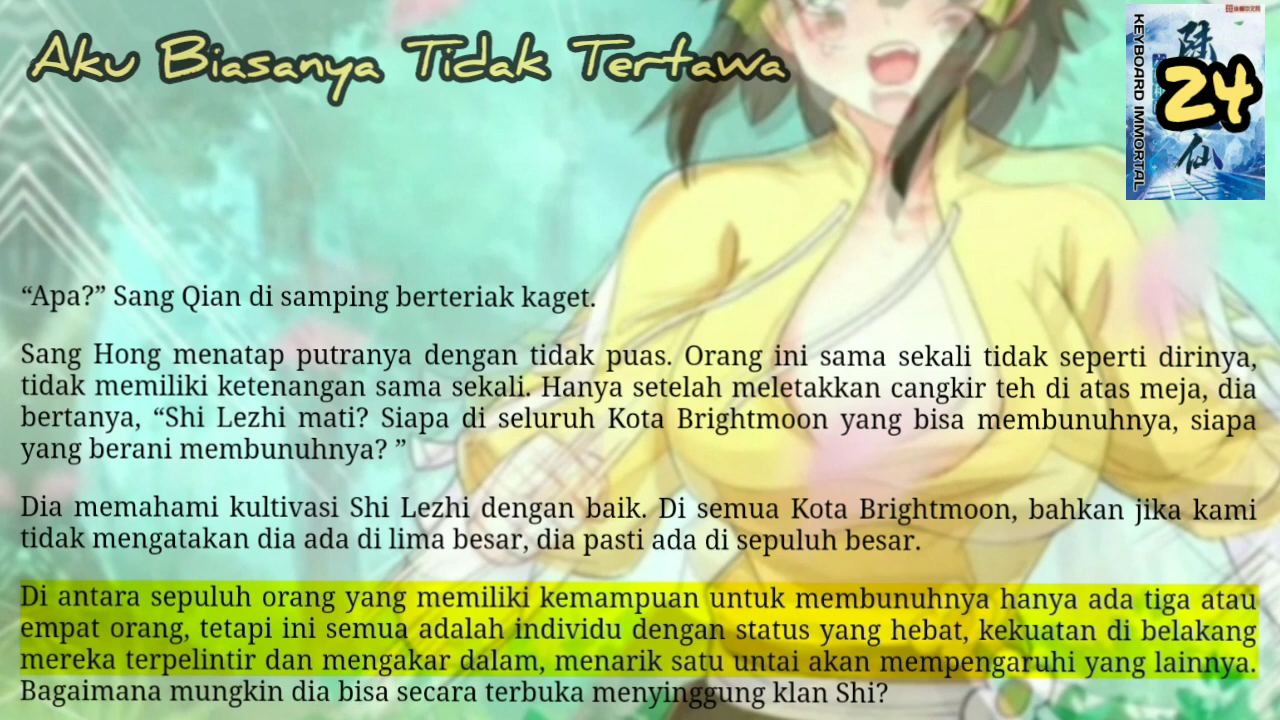 Aku Biasanya Tidak Tertawa
KEYBOARD IMMORTAL
24
仙
“Apa?” Sang Qian di samping berteriak kaget.
Sang Hong menatap putranya dengan tidak puas. Orang ini sama sekali tidak seperti dirinya,
tidak memiliki ketenangan sama sekali. Hanya setelah meletakkan cangkir teh di atas meja, dia
bertanya, “Shi Lezhi mati? Siapa di seluruh Kota Brightmoon yang bisa membunuhnya, siapa
yang berani membunuhnya? ”
Dia memahami kultivasi Shi Lezhi dengan baik. Di semua Kota Brightmoon, bahkan jika kami
tidak mengatakan dia ada di lima besar, dia pasti ada di sepuluh besar.
Di antara sepuluh orang yang memiliki kemampuan untuk membunuhnya hanya ada tiga atau
empat orang, tetapi ini semua adalah individu dengan status yang hebat, kekuatan di belakang
mereka terpelintir dan mengakar dalam, menarik satu untai akan mempengaruhi yang lainnya.
Bagaimana mungkin dia bisa secara terbuka menyinggung klan Shi?